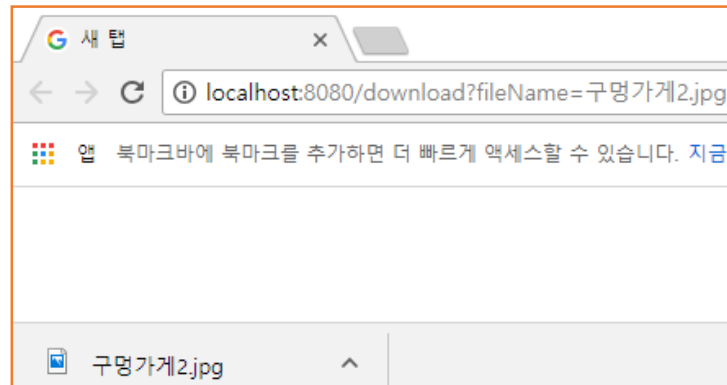 새 탭
localhost:8080/download?fileName=구멍가게2.jpg
앱 북마크바에 북마크를 추가하면 더 빠르게 액세스할 수 있습니다. 지금
구멍가게2.jpg